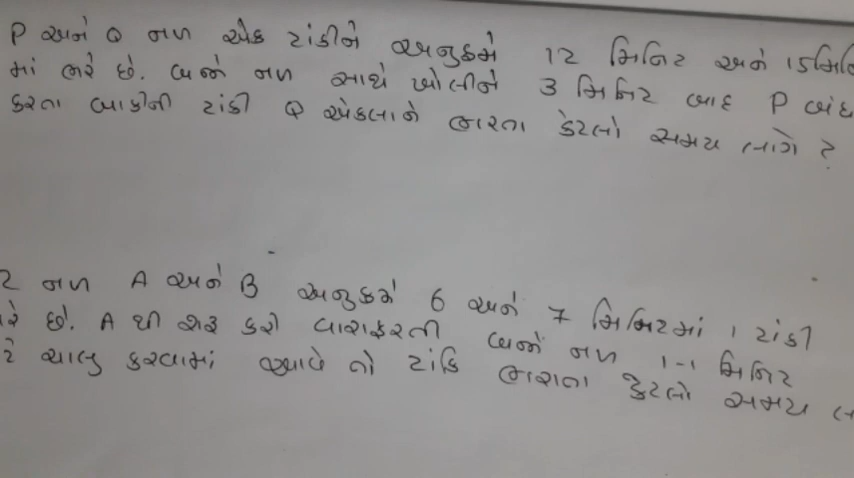 P અને Q નળ એક ટાંકીને અનુક્રમે 12 મિનિટ અને 15 મિનિ
માં ભરે છે. બન્ને નળ સાથે ખોલીને 3 મિનિટ બાદ P બંધ
કરતા બાકીની ટાંકી Q એકલાને ભરતા કેટલો સમય લાગે ?
2 નળ A અને B અનુક્રમે 6 અને 7 મિનિટમાં 1 ટાંકી
રે છે. A થી શરૂ કરી વારાફરતી બન્ને નળ 1-1 મિનિટ
ચાલુ કરવામાં આવે તો ટાંકિ ભરાતા કેટલો સમય લા